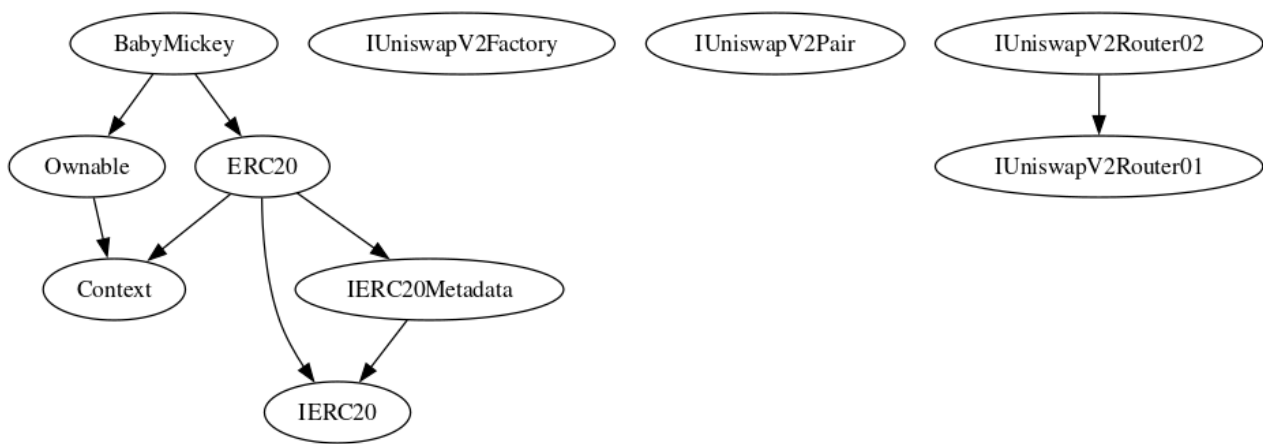 BabyMickey
IUniswapV2Factory
IUniswapV2Pair
IUniswapV2Router02
Ownable
ERC20
IUniswapV2Router01
Context
IERC20Metadata
IERC20